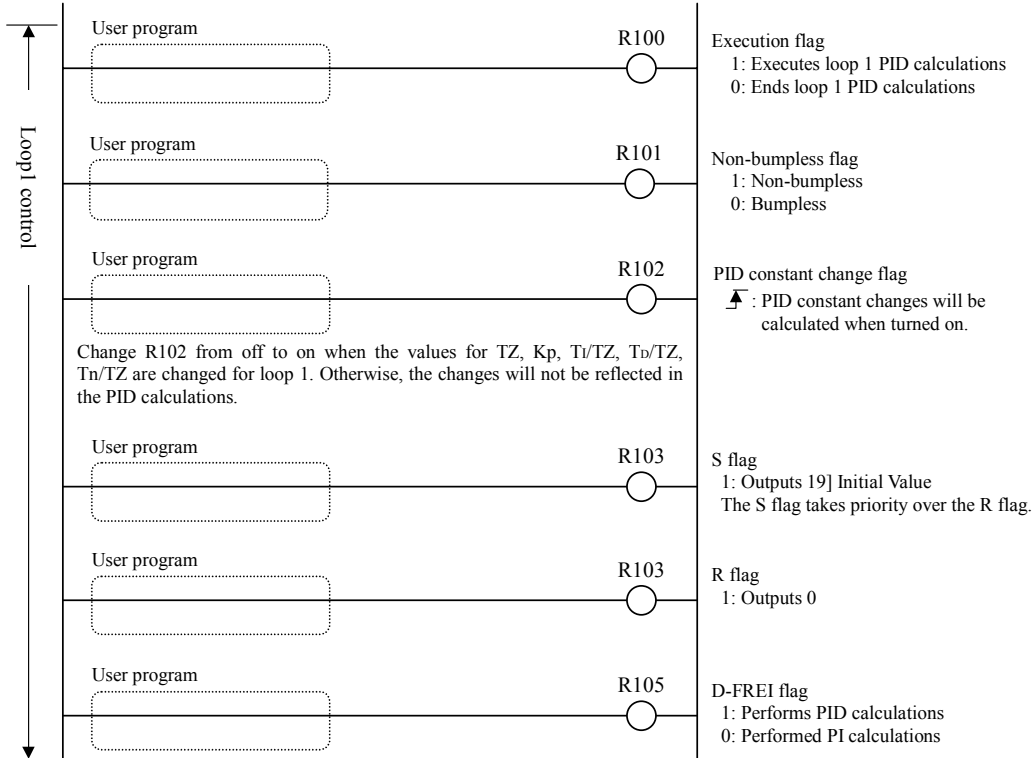 Loop1 control
User program
R100
Execution flag
1: Executes loop 1 PID calculations
0: Ends loop 1 PID calculations
User program
R101
Non-bumpless flag
1: Non-bumpless
0: Bumpless
User program
R102
PID constant change flag
: PID constant changes will be
calculated when turned on.
Change R102 from off to on when the values for TZ, Kp, TI/TZ, TD/TZ,
Tn/TZ are changed for loop 1. Otherwise, the changes will not be reflected in
the PID calculations.
User program
R103
S flag
1: Outputs 19] Initial Value
The S flag takes priority over the R flag.
User program
R103
R flag
1: Outputs 0
User program
R105
D-FREI flag
1: Performs PID calculations
0: Performed PI calculations